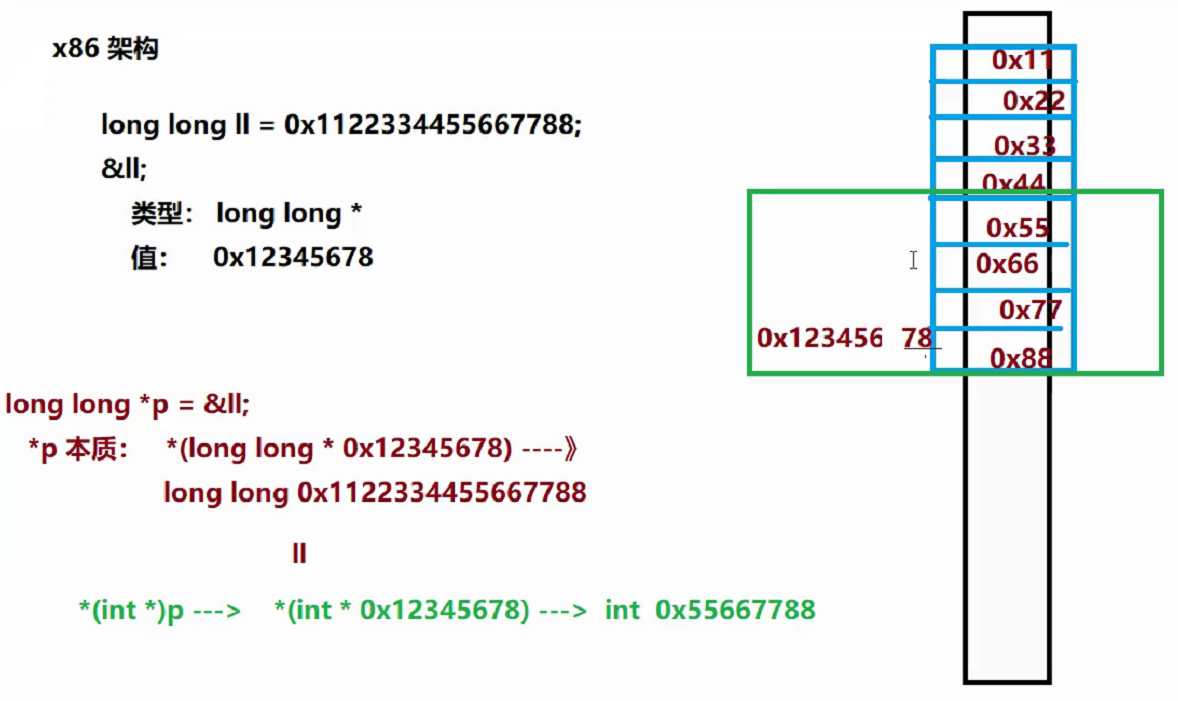 x86 架构
long long ll = 0x1122334455667788;
&ll;
类型： long long *
值： 0x12345678
0x11
0x22
0x33
0x44
0x55
0x66
0x77
0x123456 78
0x88
long long *p = &ll;
*p 本质： *(long long * 0x12345678) ----》
long long 0x1122334455667788
ll
*(int *)p ---> *(int * 0x12345678) ---> int 0x55667788